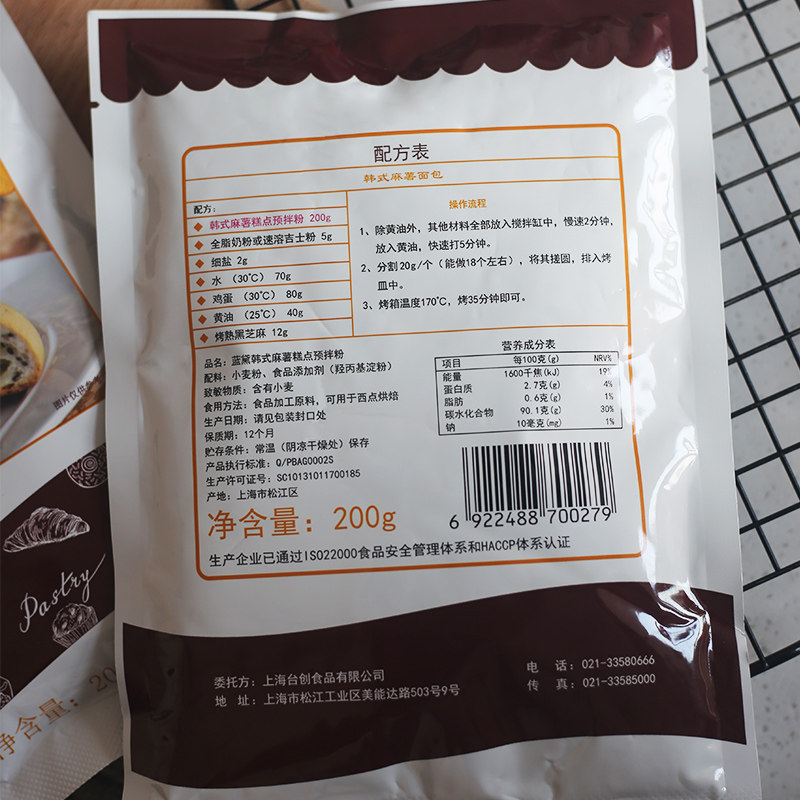 配方表
韩式麻薯面包
配方：
韩式麻薯糕点预拌粉 200g
全脂奶粉或速溶吉士粉 5g
细盐 2g
水 （30℃） 70g
鸡蛋 （30℃） 80g
黄油 （25℃） 40g
烤熟黑芝麻 12g
操作流程
1、除黄油外，其他材料全部放入搅拌缸中，慢速2分钟，
放入黄油，快速打5分钟。
2、分割20g/个（能做18个左右），将其搓圆，排入烤
皿中。
3、烤箱温度170℃，烤35分钟即可。
品名：蓝黛韩式麻薯糕点预拌粉
配料：小麦粉、食品添加剂（羟丙基淀粉）
致敏物质：含有小麦
食用方法：食品加工原料，可用于西点烘焙
生产日期：请见包装封口处
保质期：12个月
贮存条件：常温（阴凉干燥处）保存
产品执行标准：Q/PBAG0002S
生产许可证号：SC10131011700185
产地：上海市松江区
营养成分表
项目 每100克(g) NRV%
能量 1600千焦(kJ) 19%
蛋白质 2.7克(g) 4%
脂肪 0.6克(g) 1%
碳水化合物 90.1克(g) 30%
钠 10毫克(mg) 1%
6 922488 700279
净含量：200g
生产企业已通过ISO22000食品安全管理体系和HACCP体系认证
委托方：上海台创食品有限公司
地 址：上海市松江工业区美能达路503号9号
电 话：021-33580666
传 真：021-33585000
图片仅供参
Pastry
净含量：20